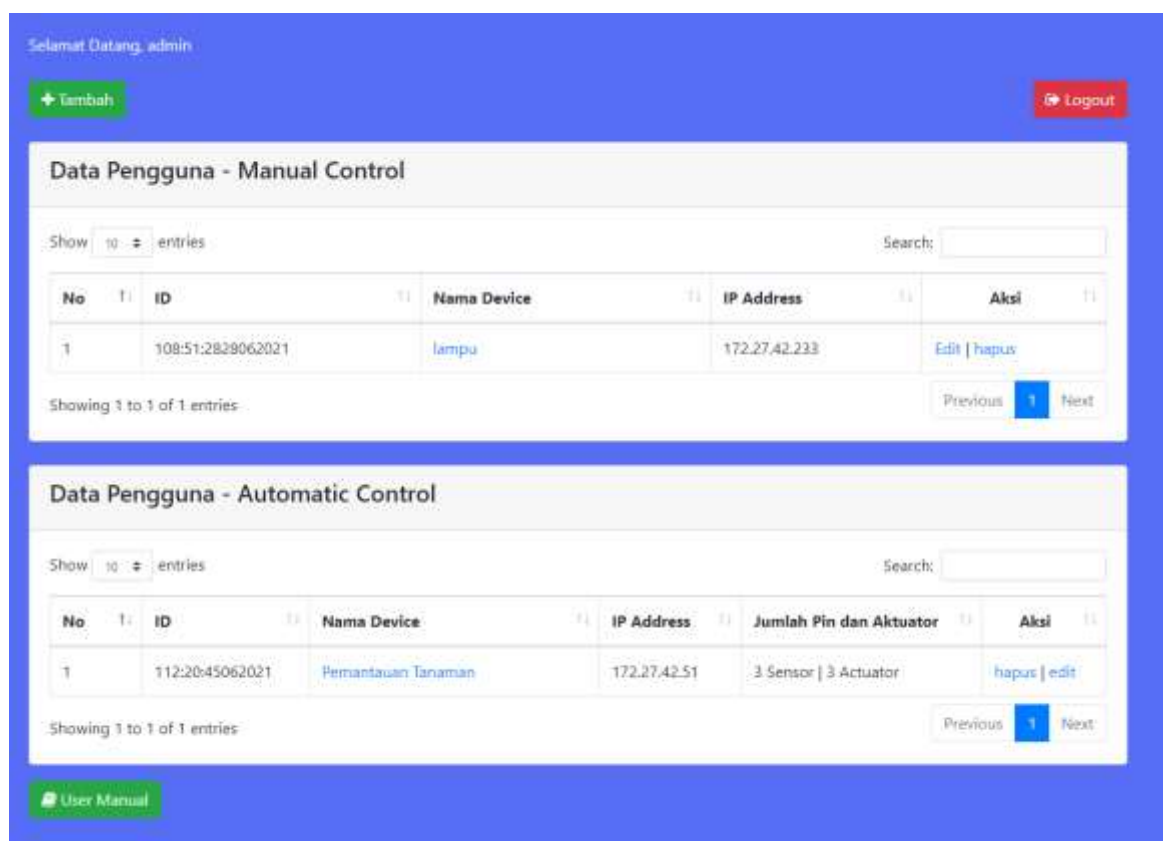 Selamat Datang, admin
Tambah
Logout
Data Pengguna - Manual Control
Show 10 entries
Search:
No ID Nama Device IP Address Aksi
1 108:51:2828062021 lampu 172.27.42.233 Edit | hapus
Showing 1 to 1 of 1 entries
Previous 1 Next
Data Pengguna - Automatic Control
Show 10 entries
Search:
No ID Nama Device IP Address Jumlah Pin dan Aktuator Aksi
1 112:20:45062021 Pemantauan Tanaman 172.27.42.51 3 Sensor | 3 Actuator hapus | edit
Showing 1 to 1 of 1 entries
Previous 1 Next
User Manual